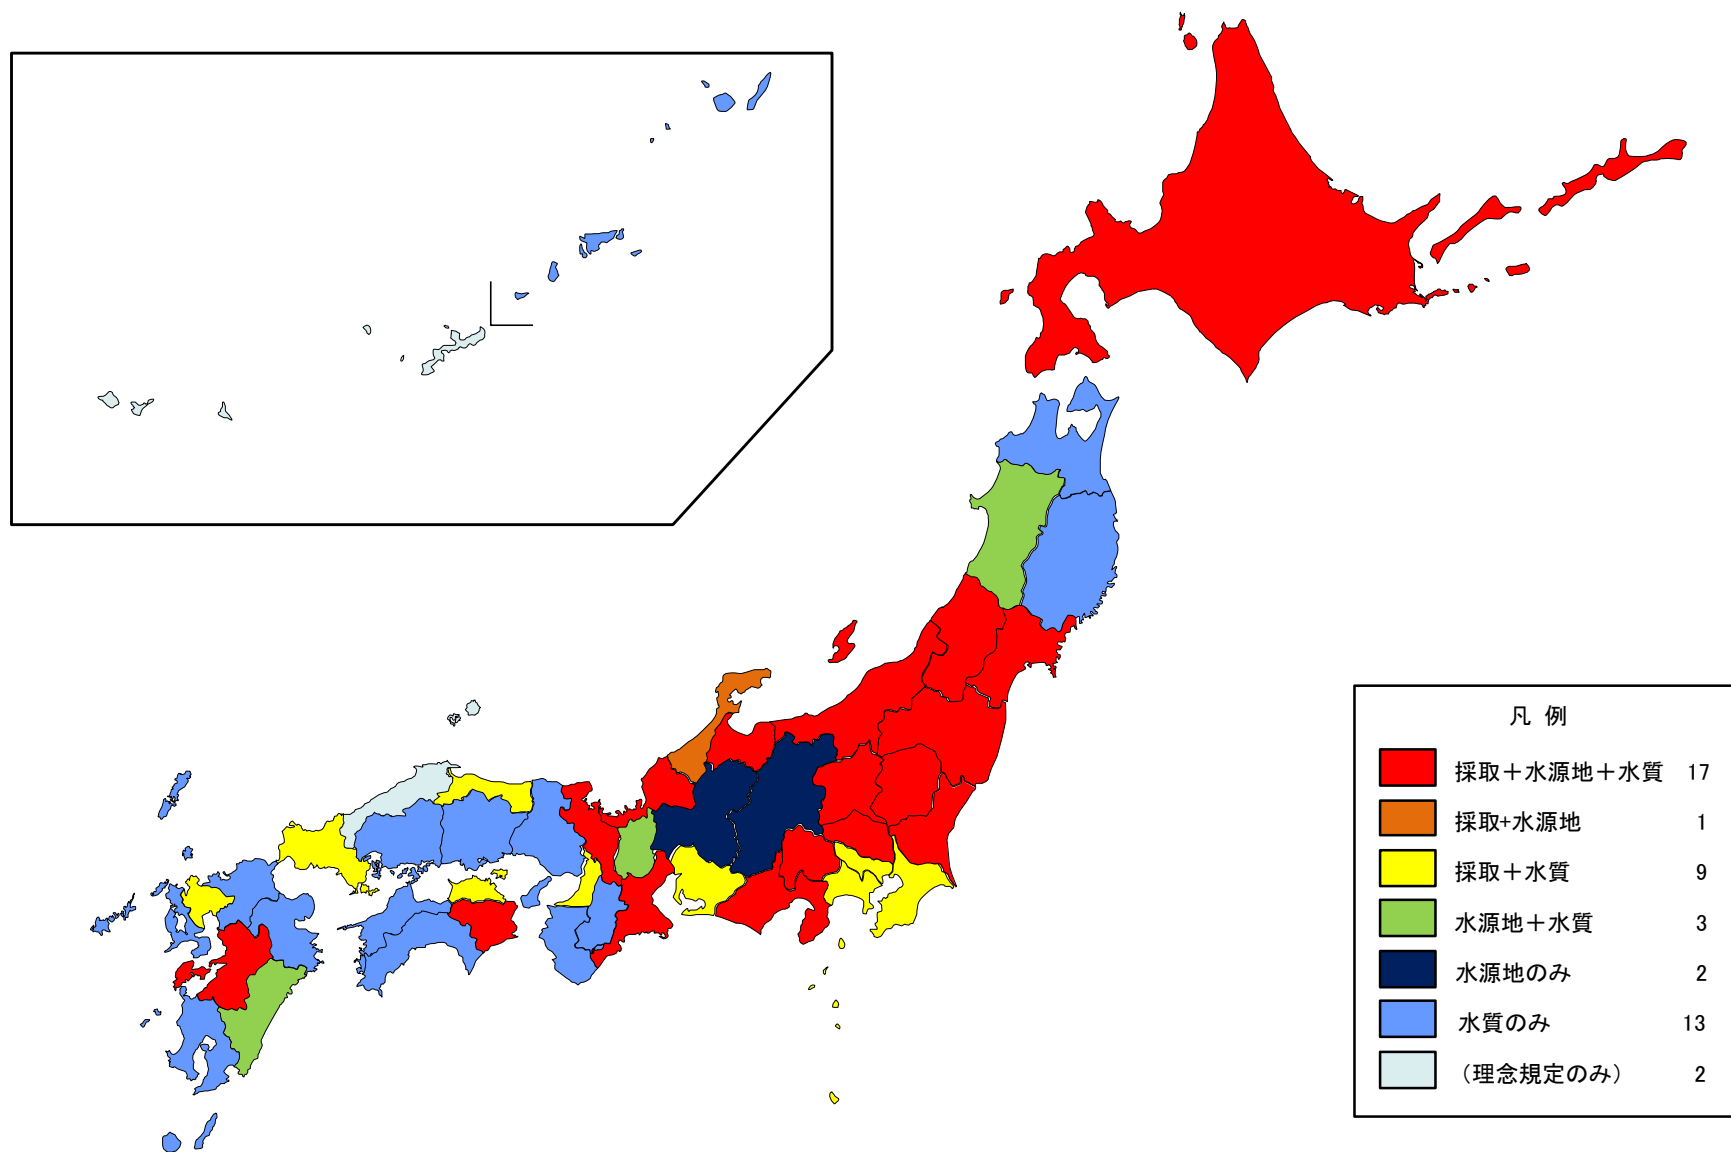 凡 例
採取＋水源地＋水質 17
採取+水源地 1
採取＋水質 9
水源地＋水質 3
水源地のみ 2
水質のみ 13
（理念規定のみ） 2